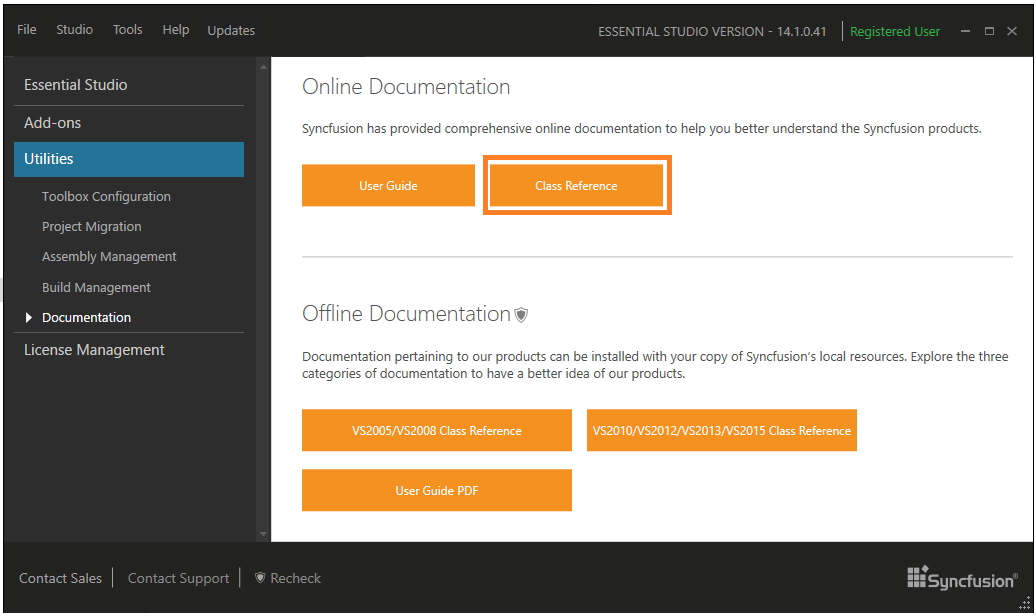 File Studio Tools Help Updates ESSENTIAL STUDIO VERSION - 14.1.0.41 Registered User
Essential Studio
Add-ons
Utilities
Toolbox Configuration
Project Migration
Assembly Management
Build Management
Documentation
License Management
Online Documentation
Syncfusion has provided comprehensive online documentation to help you better understand the Syncfusion products.
User Guide Class Reference
Offline Documentation
Documentation pertaining to our products can be installed with your copy of Syncfusion's local resources. Explore the three
categories of documentation to have a better idea of our products.
VS2005/VS2008 Class Reference VS2010/VS2012/VS2013/VS2015 Class Reference
User Guide PDF
Contact Sales Contact Support Recheck Syncfusion®